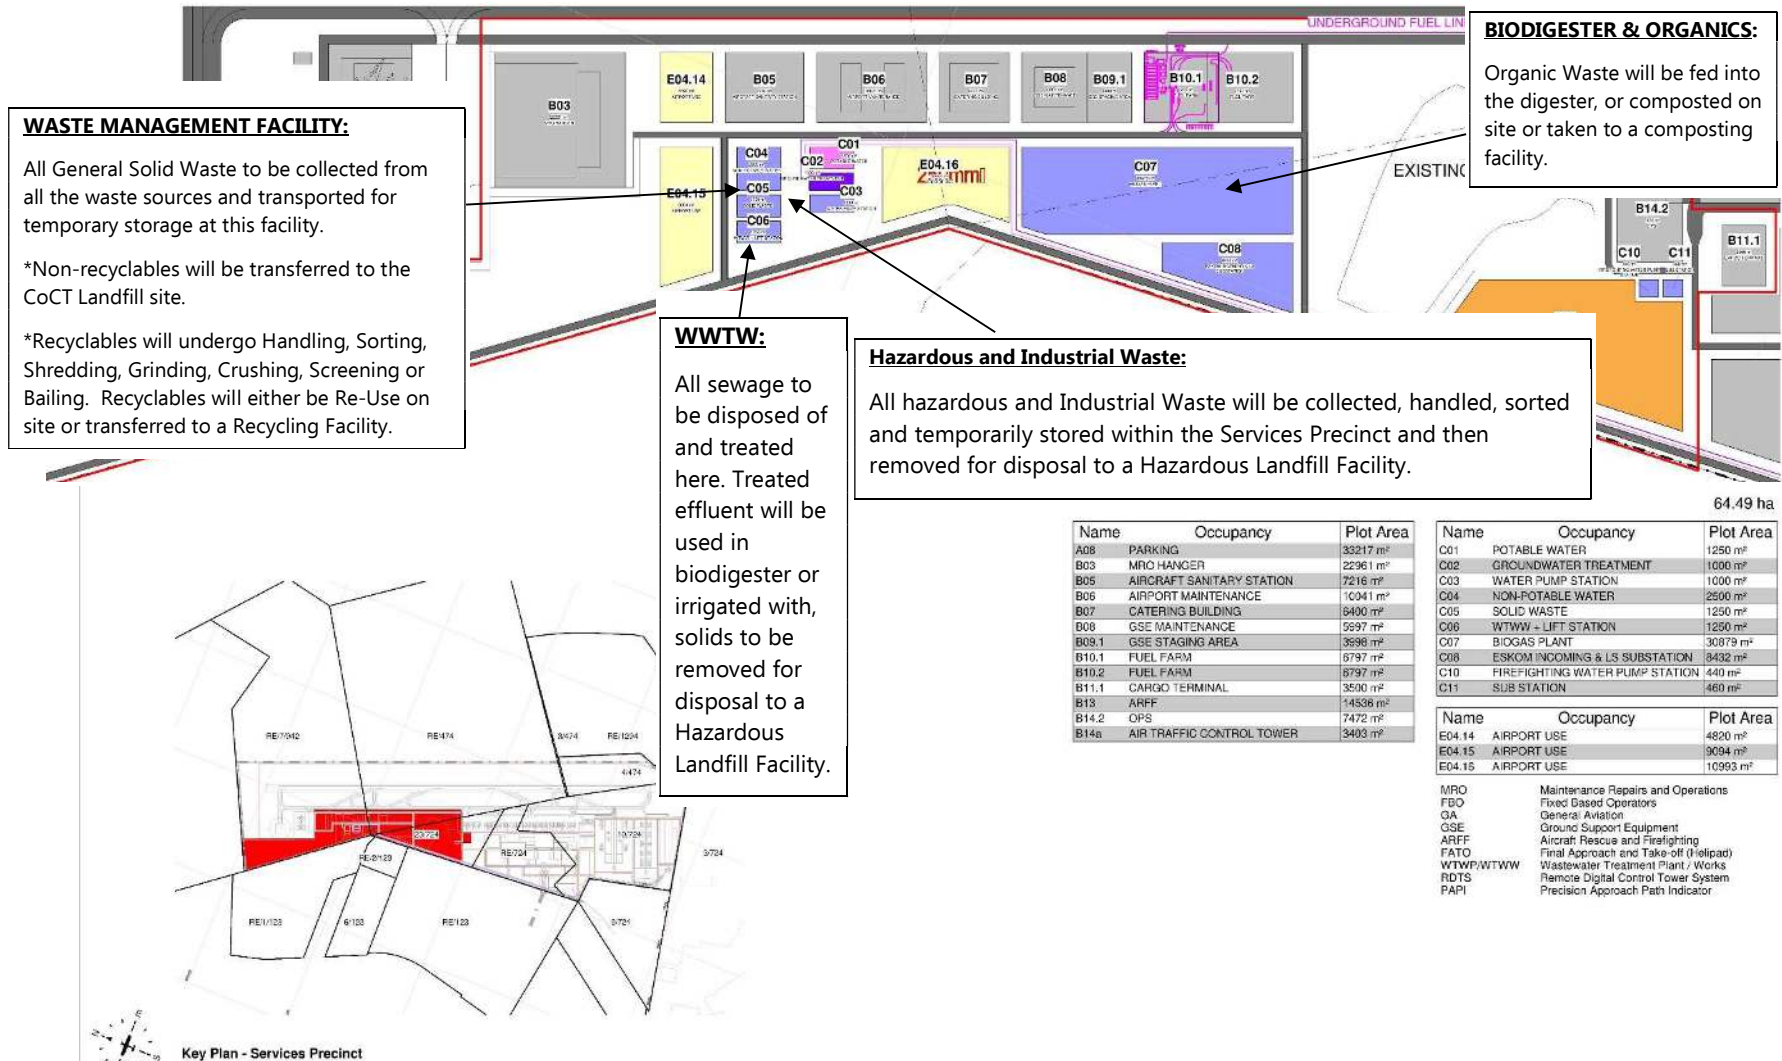 UNDERGROUND FUEL LIN
BIODIGESTER & ORGANICS:
Organic Waste will be fed into
the digester, or composted on
site or taken to a composting
facility.
E04.14
B05
B06
B07
B08
B09.1
B10.1
B10.2
B03
WASTE MANAGEMENT FACILITY:
All General Solid Waste to be collected from
all the waste sources and transported for
temporary storage at this facility.
*Non-recyclables will be transferred to the
CoCT Landfill site.
*Recyclables will undergo Handling, Sorting,
Shredding, Grinding, Crushing, Screening or
Bailing. Recyclables will either be Re-Use on
site or transferred to a Recycling Facility.
E04.15
C04
C05
C06
C01
C02
C03
E04.16
C07
C08
EXISTING
B14.2
C10
C11
B11.1
WWTW:
All sewage to
be disposed of
and treated
here. Treated
effluent will be
used in
biodigester or
irrigated with,
solids to be
removed for
disposal to a
Hazardous
Landfill Facility.
Hazardous and Industrial Waste:
All hazardous and Industrial Waste will be collected, handled, sorted
and temporarily stored within the Services Precinct and then
removed for disposal to a Hazardous Landfill Facility.
64.49 ha
Name Occupancy Plot Area
A08 PARKING 33217 m²
B03 MRO HANGER 22961 m²
B05 AIRCRAFT SANITARY STATION 7216 m²
B06 AIRPORT MAINTENANCE 10041 m²
B07 CATERING BUILDING 6400 m²
B08 GSE MAINTENANCE 5997 m²
B09.1 GSE STAGING AREA 3998 m²
B10.1 FUEL FARM 6797 m²
B10.2 FUEL FARM 6797 m²
B11.1 CARGO TERMINAL 3500 m²
B13 ARFF 14536 m²
B14.2 OPS 7472 m²
B14a AIR TRAFFIC CONTROL TOWER 3403 m²
Name Occupancy Plot Area
C01 POTABLE WATER 1250 m²
C02 GROUNDWATER TREATMENT 1000 m²
C03 WATER PUMP STATION 1000 m²
C04 NON-POTABLE WATER 2500 m²
C05 SOLID WASTE 1250 m²
C06 WTWW + LIFT STATION 1250 m²
C07 BIOGAS PLANT 30879 m²
C08 ESKOM INCOMING & LS SUBSTATION 8432 m²
C10 FIREFIGHTING WATER PUMP STATION 440 m²
C11 SUB STATION 460 m²
Name Occupancy Plot Area
E04.14 AIRPORT USE 4820 m²
E04.15 AIRPORT USE 9094 m²
E04.16 AIRPORT USE 10993 m²
MRO Maintenance Repairs and Operations
FBO Fixed Based Operators
GA General Aviation
GSE Ground Support Equipment
ARFF Aircraft Rescue and Firefighting
FATO Final Approach and Take-off (Helipad)
WTWP/WTWW Wastewater Treatment Plant / Works
RDTS Remote Digital Control Tower System
PAPI Precision Approach Path Indicator
RE/7/942
RE/474
3/474
RE/1204
4/474
23/724
RE/724
10/724
3/724
RE-2/123
RE/1/123
6/123
RE/123
9/724
N
E
S
Key Plan - Services Precinct